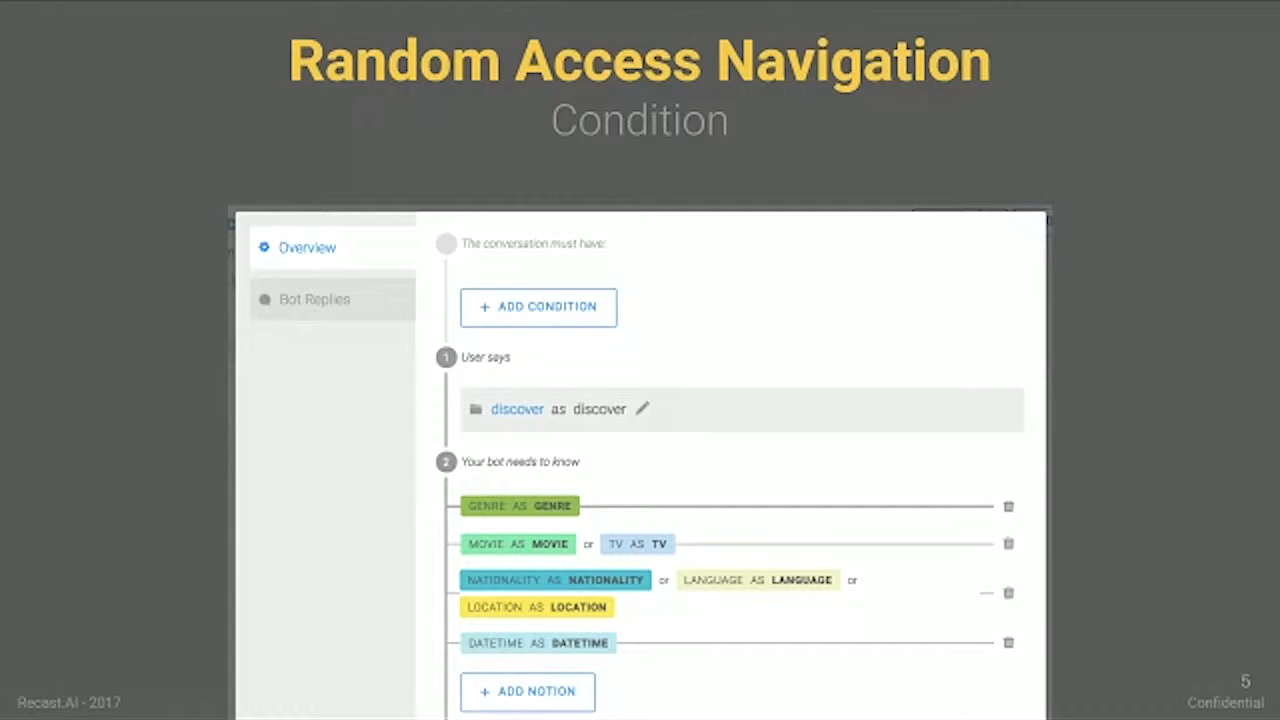 Random Access Navigation
Condition
Overview
Bot Replies
The conversation must have:
+ ADD CONDITION
1 User says
discover as discover
2 Your bot needs to know
GENRE AS GENRE
MOVIE AS MOVIE or TV AS TV
NATIONALITY AS NATIONALITY or LANGUAGE AS LANGUAGE or
LOCATION AS LOCATION
DATETIME AS DATETIME
+ ADD NOTION
Recast.AI - 2017
5
Confidential